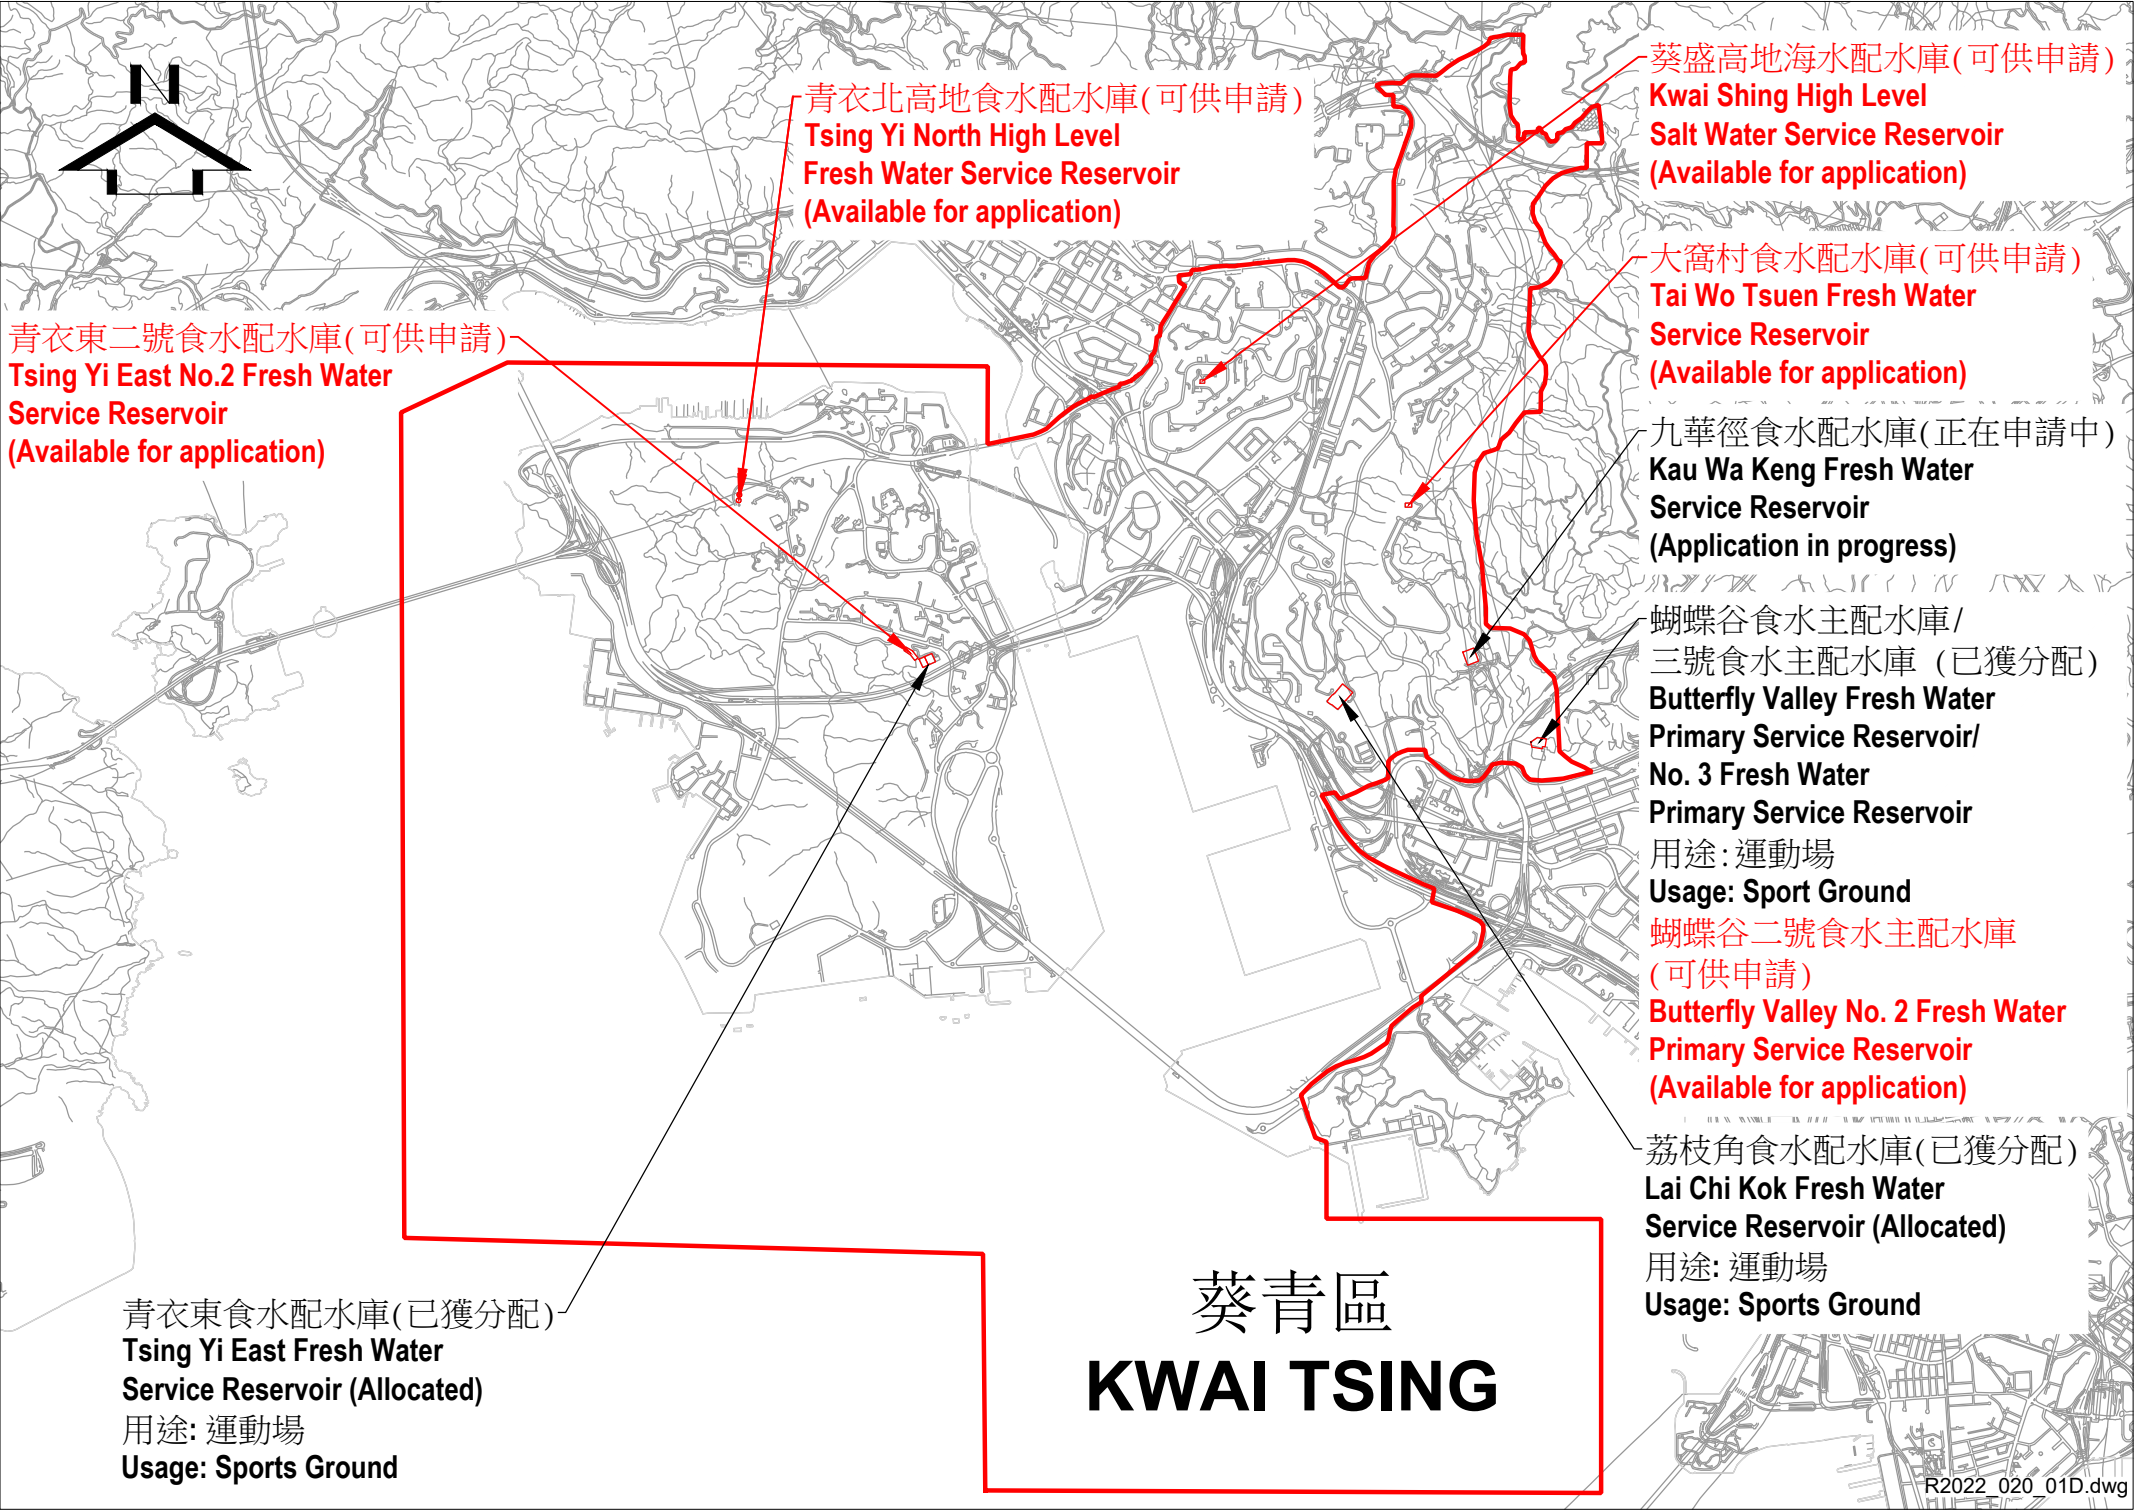 N
青衣北高地食水配水庫(可供申請)
Tsing Yi North High Level
Fresh Water Service Reservoir
(Available for application)
葵盛高地海水配水庫(可供申請)
Kwai Shing High Level
Salt Water Service Reservoir
(Available for application)
大窩村食水配水庫(可供申請)
Tai Wo Tsuen Fresh Water
Service Reservoir
(Available for application)
青衣東二號食水配水庫(可供申請)
Tsing Yi East No.2 Fresh Water
Service Reservoir
(Available for application)
九華徑食水配水庫(正在申請中)
Kau Wa Keng Fresh Water
Service Reservoir
(Application in progress)
蝴蝶谷食水主配水庫/
三號食水主配水庫 (已獲分配)
Butterfly Valley Fresh Water
Primary Service Reservoir/
No. 3 Fresh Water
Primary Service Reservoir
用途:運動場
Usage: Sport Ground
蝴蝶谷二號食水主配水庫
(可供申請)
Butterfly Valley No. 2 Fresh Water
Primary Service Reservoir
(Available for application)
荔枝角食水配水庫(已獲分配)
Lai Chi Kok Fresh Water
Service Reservoir (Allocated)
用途: 運動場
Usage: Sports Ground
青衣東食水配水庫(已獲分配)
Tsing Yi East Fresh Water
Service Reservoir (Allocated)
用途: 運動場
Usage: Sports Ground
葵青區
KWAI TSING
R2022_020_01D.dwg